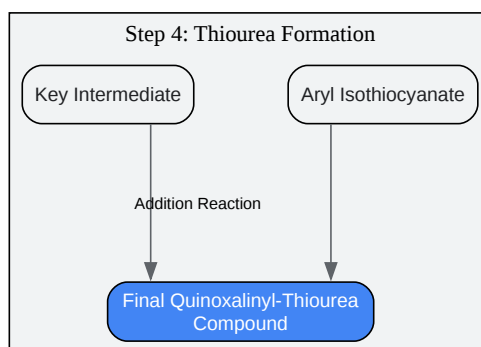 Step 4: Thiourea Formation
Key Intermediate
Aryl Isothiocyanate
Addition Reaction
Final Quinoxalinyl-Thiourea
Compound